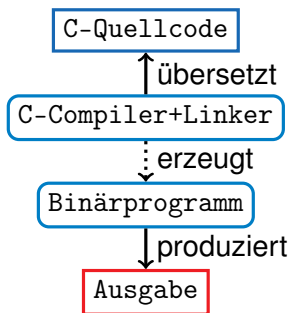 C-Quellcode
übersetzt
C-Compiler+Linker
erzeugt
Binärprogramm
produziert
Ausgabe